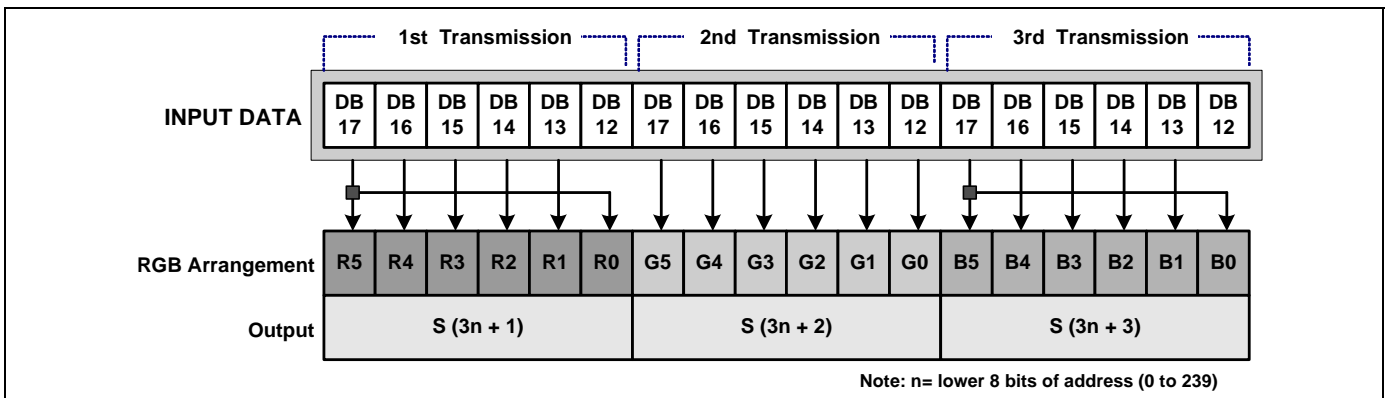 1st Transmission 2nd Transmission 3rd Transmission
INPUT DATA
DB 17 DB 16 DB 15 DB 14 DB 13 DB 12 DB 17 DB 16 DB 15 DB 14 DB 13 DB 12 DB 17 DB 16 DB 15 DB 14 DB 13 DB 12
RGB Arrangement R5 R4 R3 R2 R1 R0 G5 G4 G3 G2 G1 G0 B5 B4 B3 B2 B1 B0
Output S (3n + 1) S (3n + 2) S (3n + 3)
Note: n= lower 8 bits of address (0 to 239)